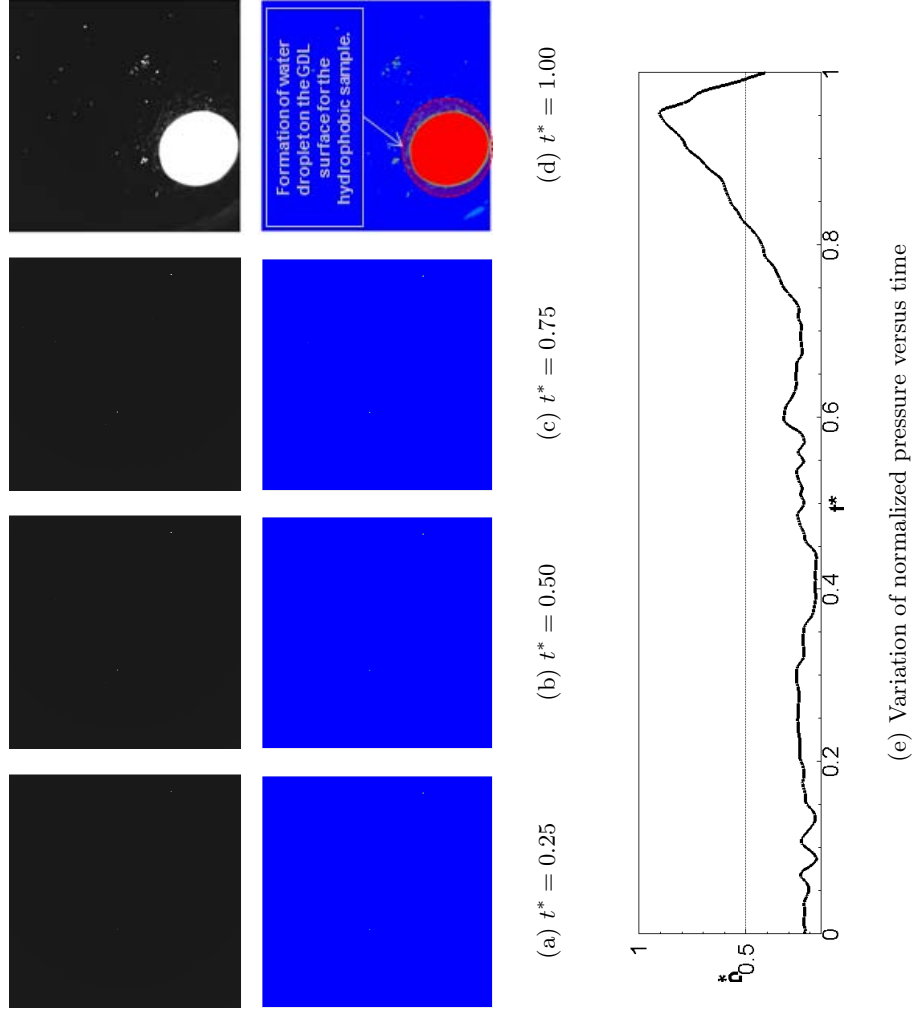 Formation of water
droplet on the GDL
surface for the
hydrophobic sample.
(a) t* = 0.25
(b) t* = 0.50
(c) t* = 0.75
(d) t* = 1.00
1
0.5
p*
0
0.2
0.4
0.6
0.8
1
t*
(e) Variation of normalized pressure versus time